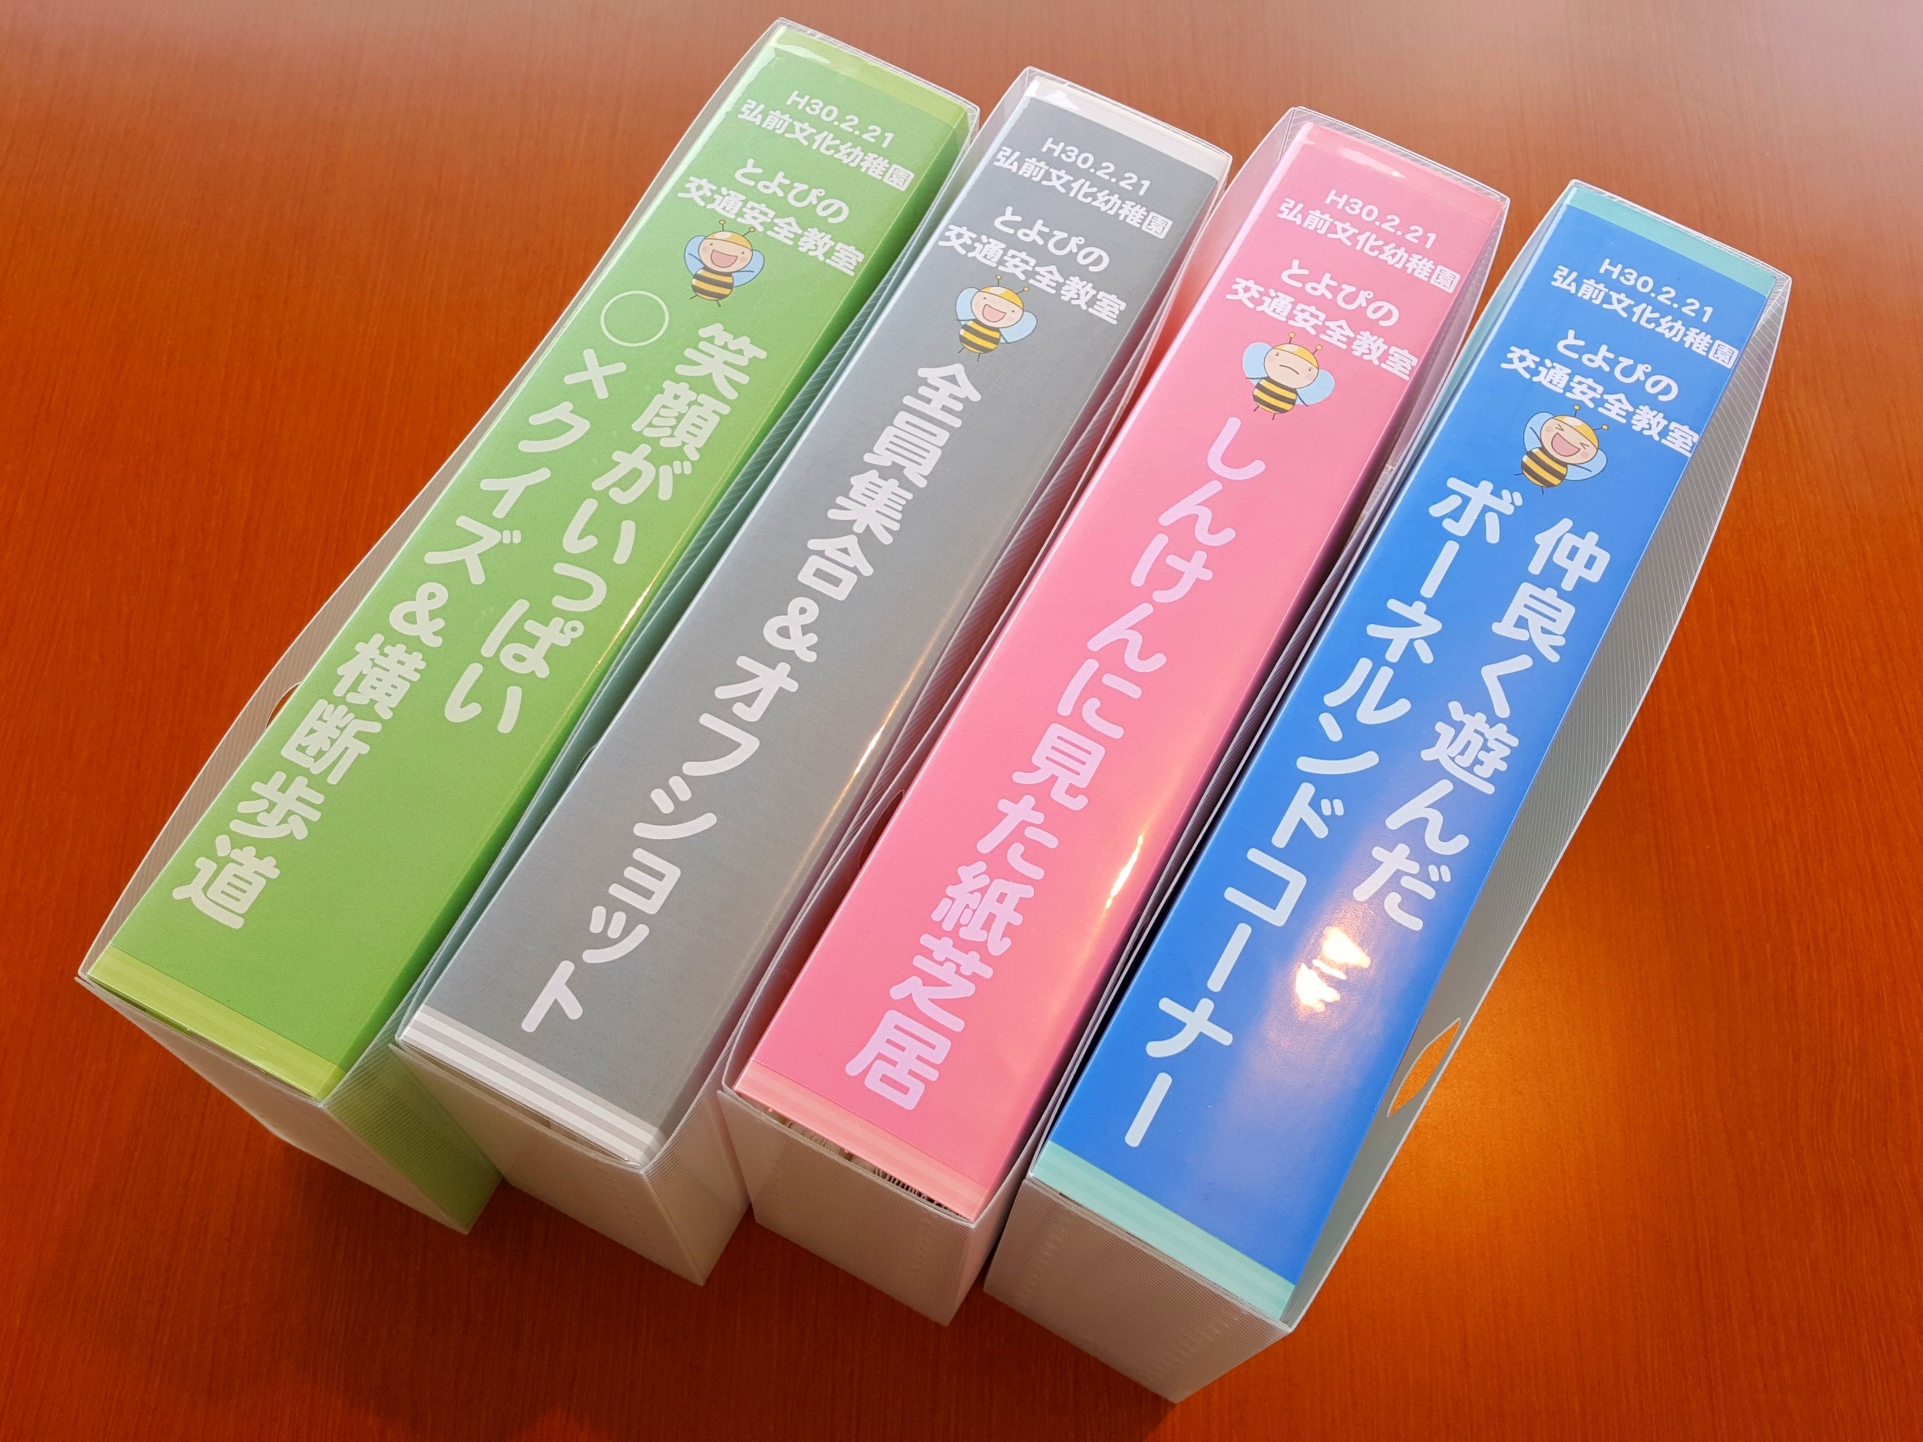 H30.2.21
弘前文化幼稚園
とよぴの
交通安全教室
笑顔がいっぱい
○×クイズ&横断歩道
H30.2.21
弘前文化幼稚園
とよぴの
交通安全教室
全員集合&オフショット
H30.2.21
弘前文化幼稚園
とよぴの
交通安全教室
しんけんに見た紙芝居
H30.2.21
弘前文化幼稚園
とよぴの
交通安全教室
仲良く遊んだ
ボーネルンドコーナー